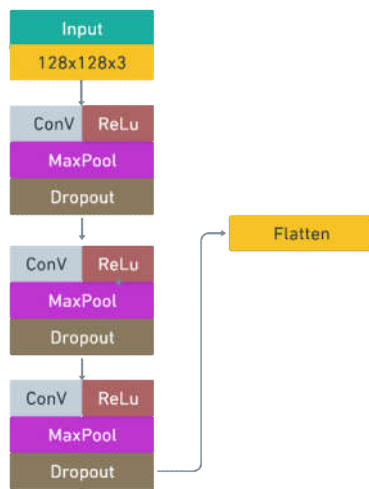 Input
128x128x3
ConV ReLu
MaxPool
Dropout
ConV ReLu
MaxPool
Dropout
ConV ReLu
MaxPool
Dropout
Flatten